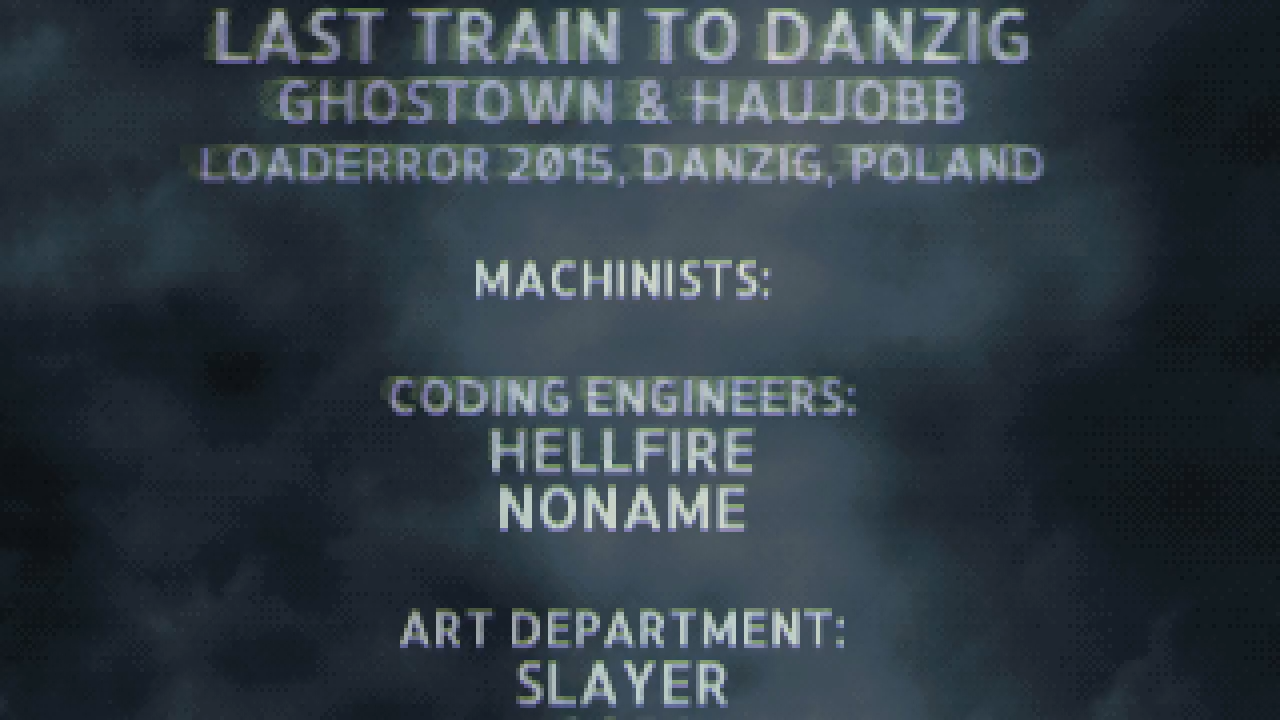 LAST TRAIN TO DANZIG
GHOSTOWN & HAUJOBB
LOADERROR 2015, DANZIG, POLAND
MACHINISTS:
CODING ENGINEERS:
HELLFIRE
NONAME
ART DEPARTMENT:
SLAYER